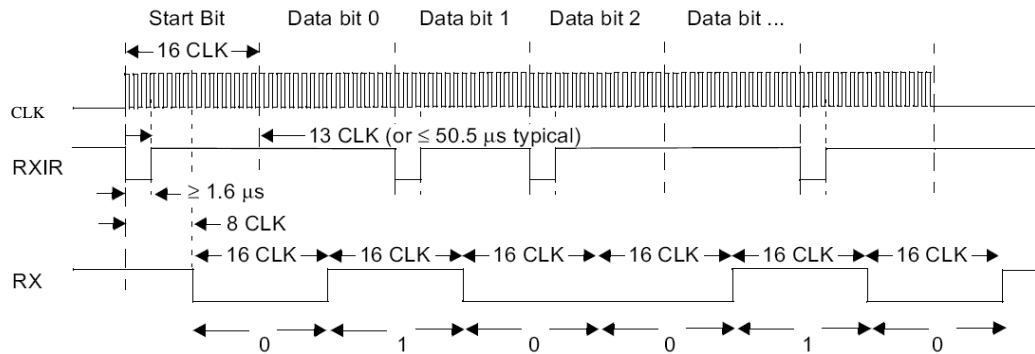 Start Bit Data bit 0 Data bit 1 Data bit 2 Data bit ...
16 CLK
CLK
13 CLK (or ≤ 50.5 μs typical)
RXIR
≥ 1.6 μs
8 CLK
16 CLK 16 CLK 16 CLK 16 CLK 16 CLK 16 CLK
RX
0 1 0 0 1 0